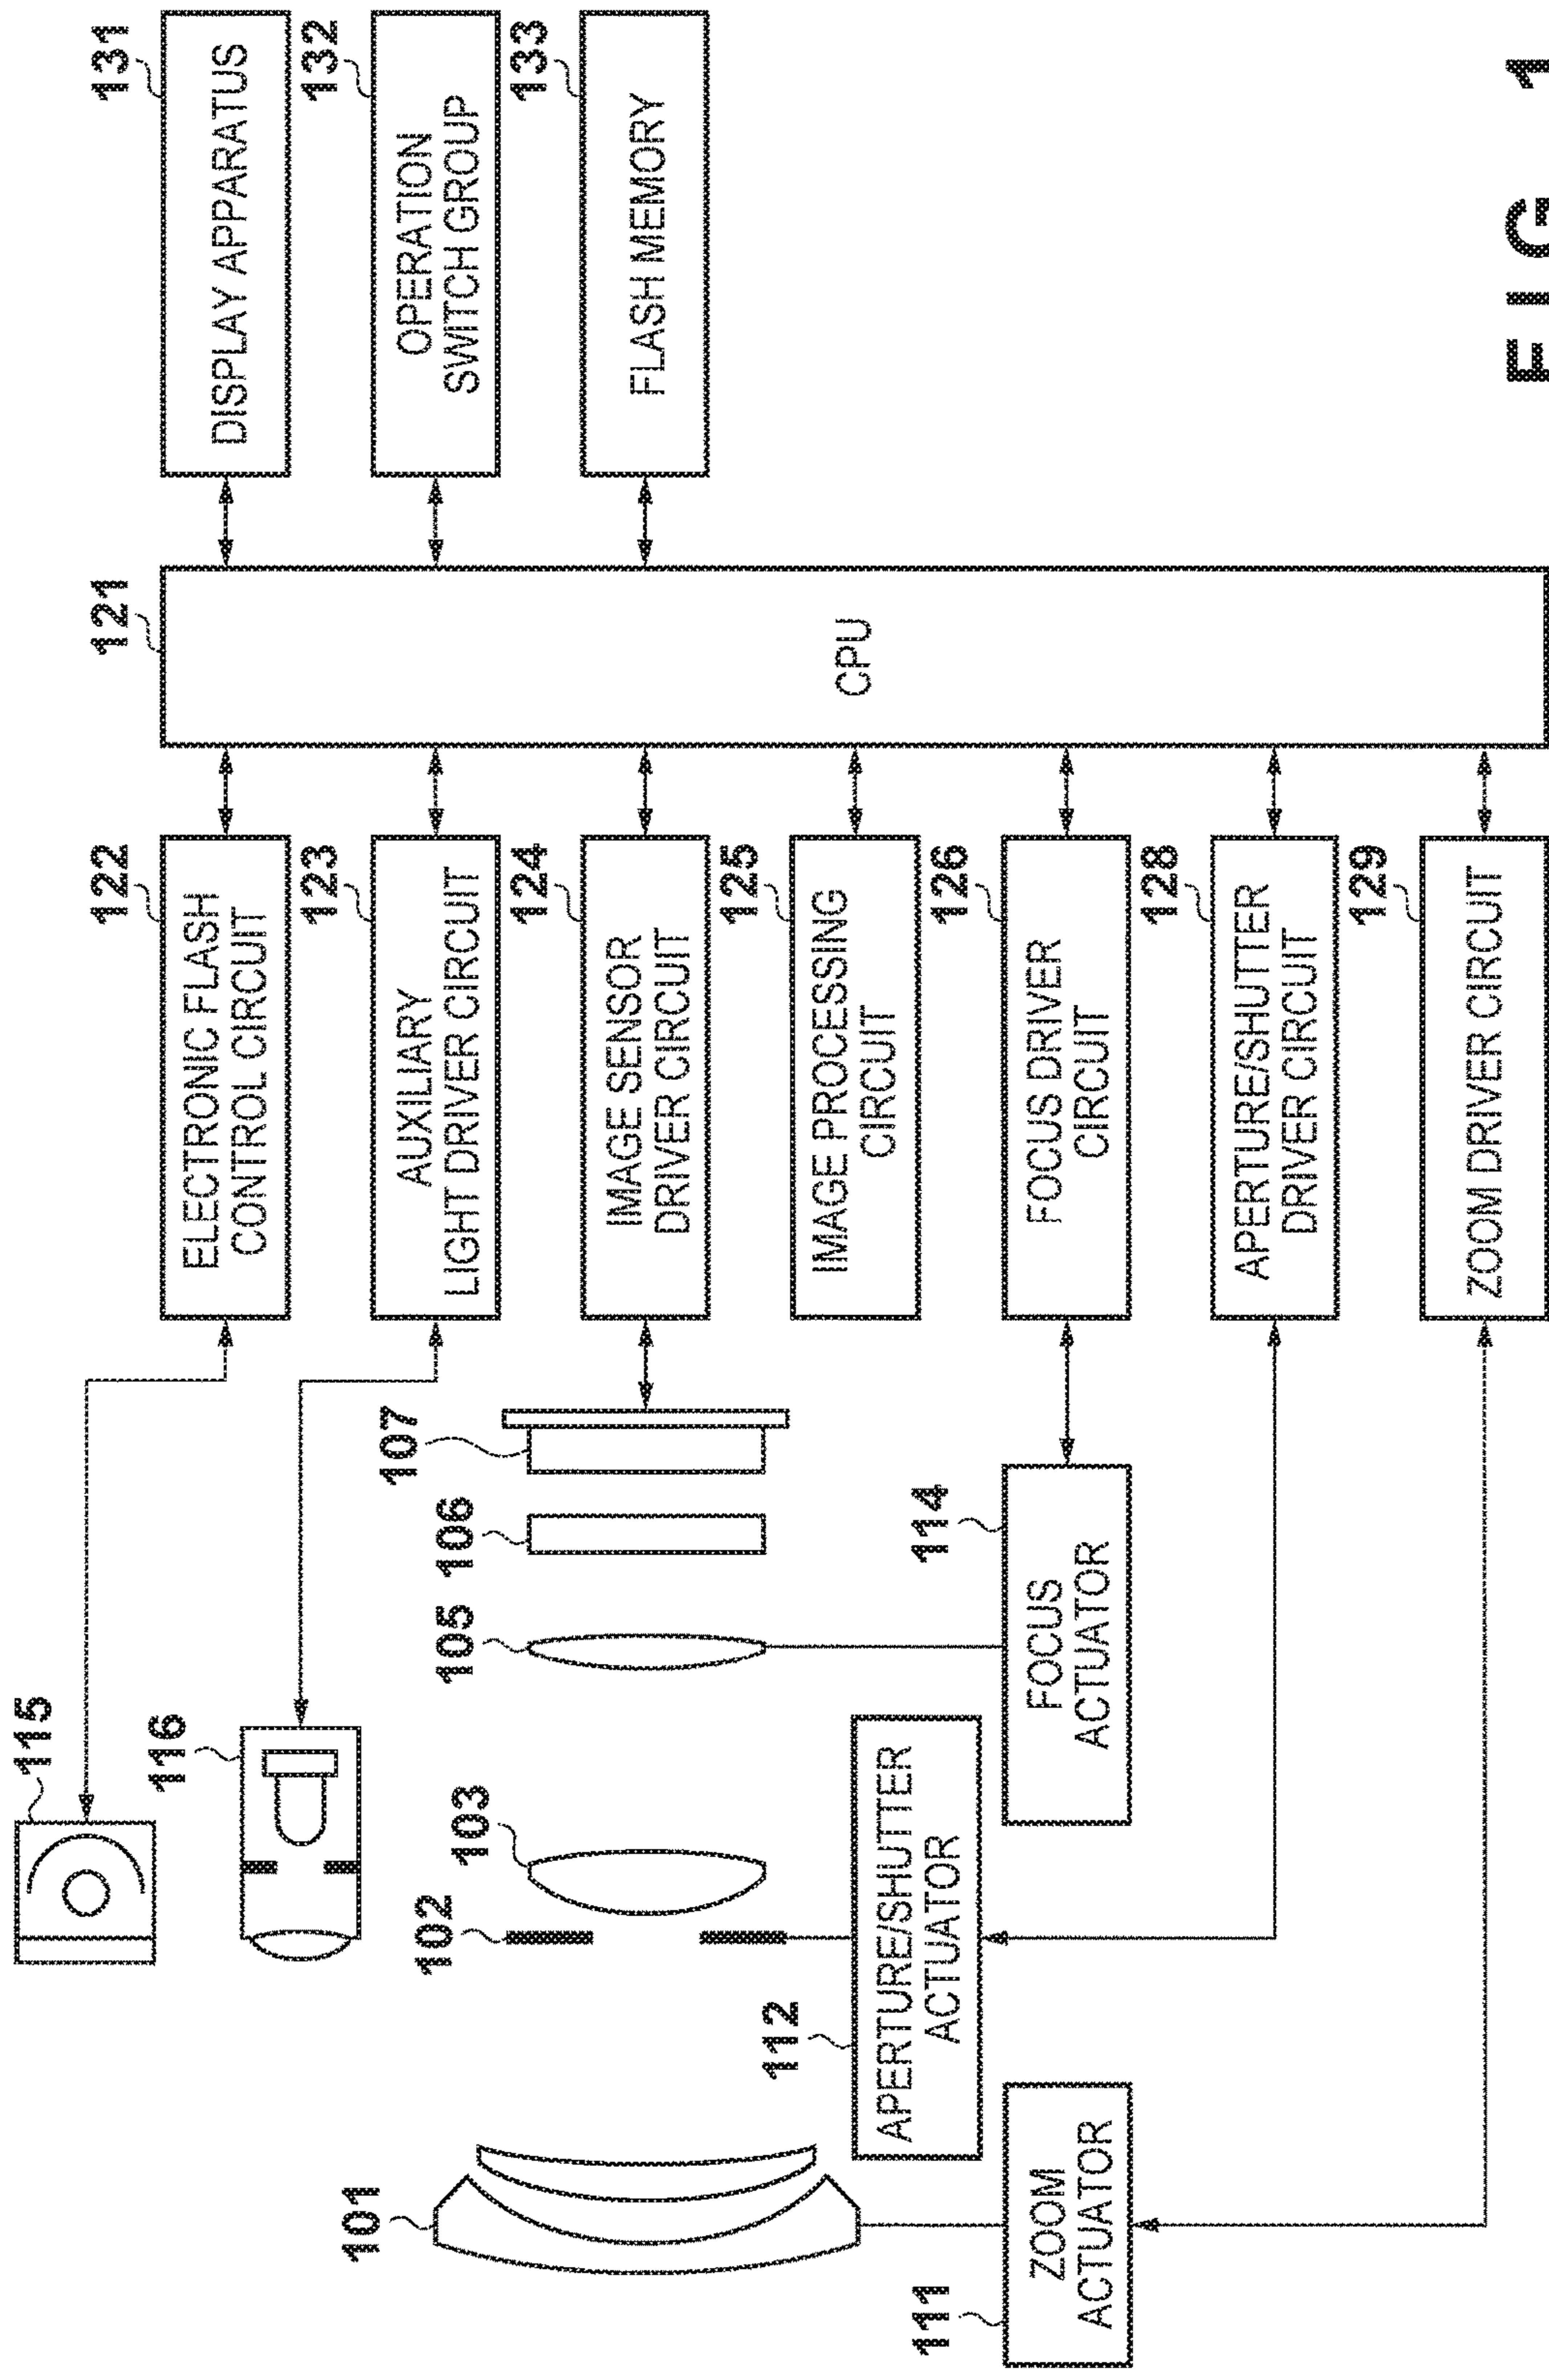 115
116
101
102
103
105
106
107
111
ZOOM
ACTUATOR
112
APERTURE/SHUTTER
ACTUATOR
114
FOCUS
ACTUATOR
122
ELECTRONIC FLASH
CONTROL CIRCUIT
123
AUXILIARY
LIGHT DRIVER CIRCUIT
124
IMAGE SENSOR
DRIVER CIRCUIT
125
IMAGE PROCESSING
CIRCUIT
126
FOCUS DRIVER
CIRCUIT
128
APERTURE/SHUTTER
DRIVER CIRCUIT
129
ZOOM DRIVER CIRCUIT
121
CPU
131
DISPLAY APPARATUS
132
OPERATION
SWITCH GROUP
133
FLASH MEMORY
FIG 1